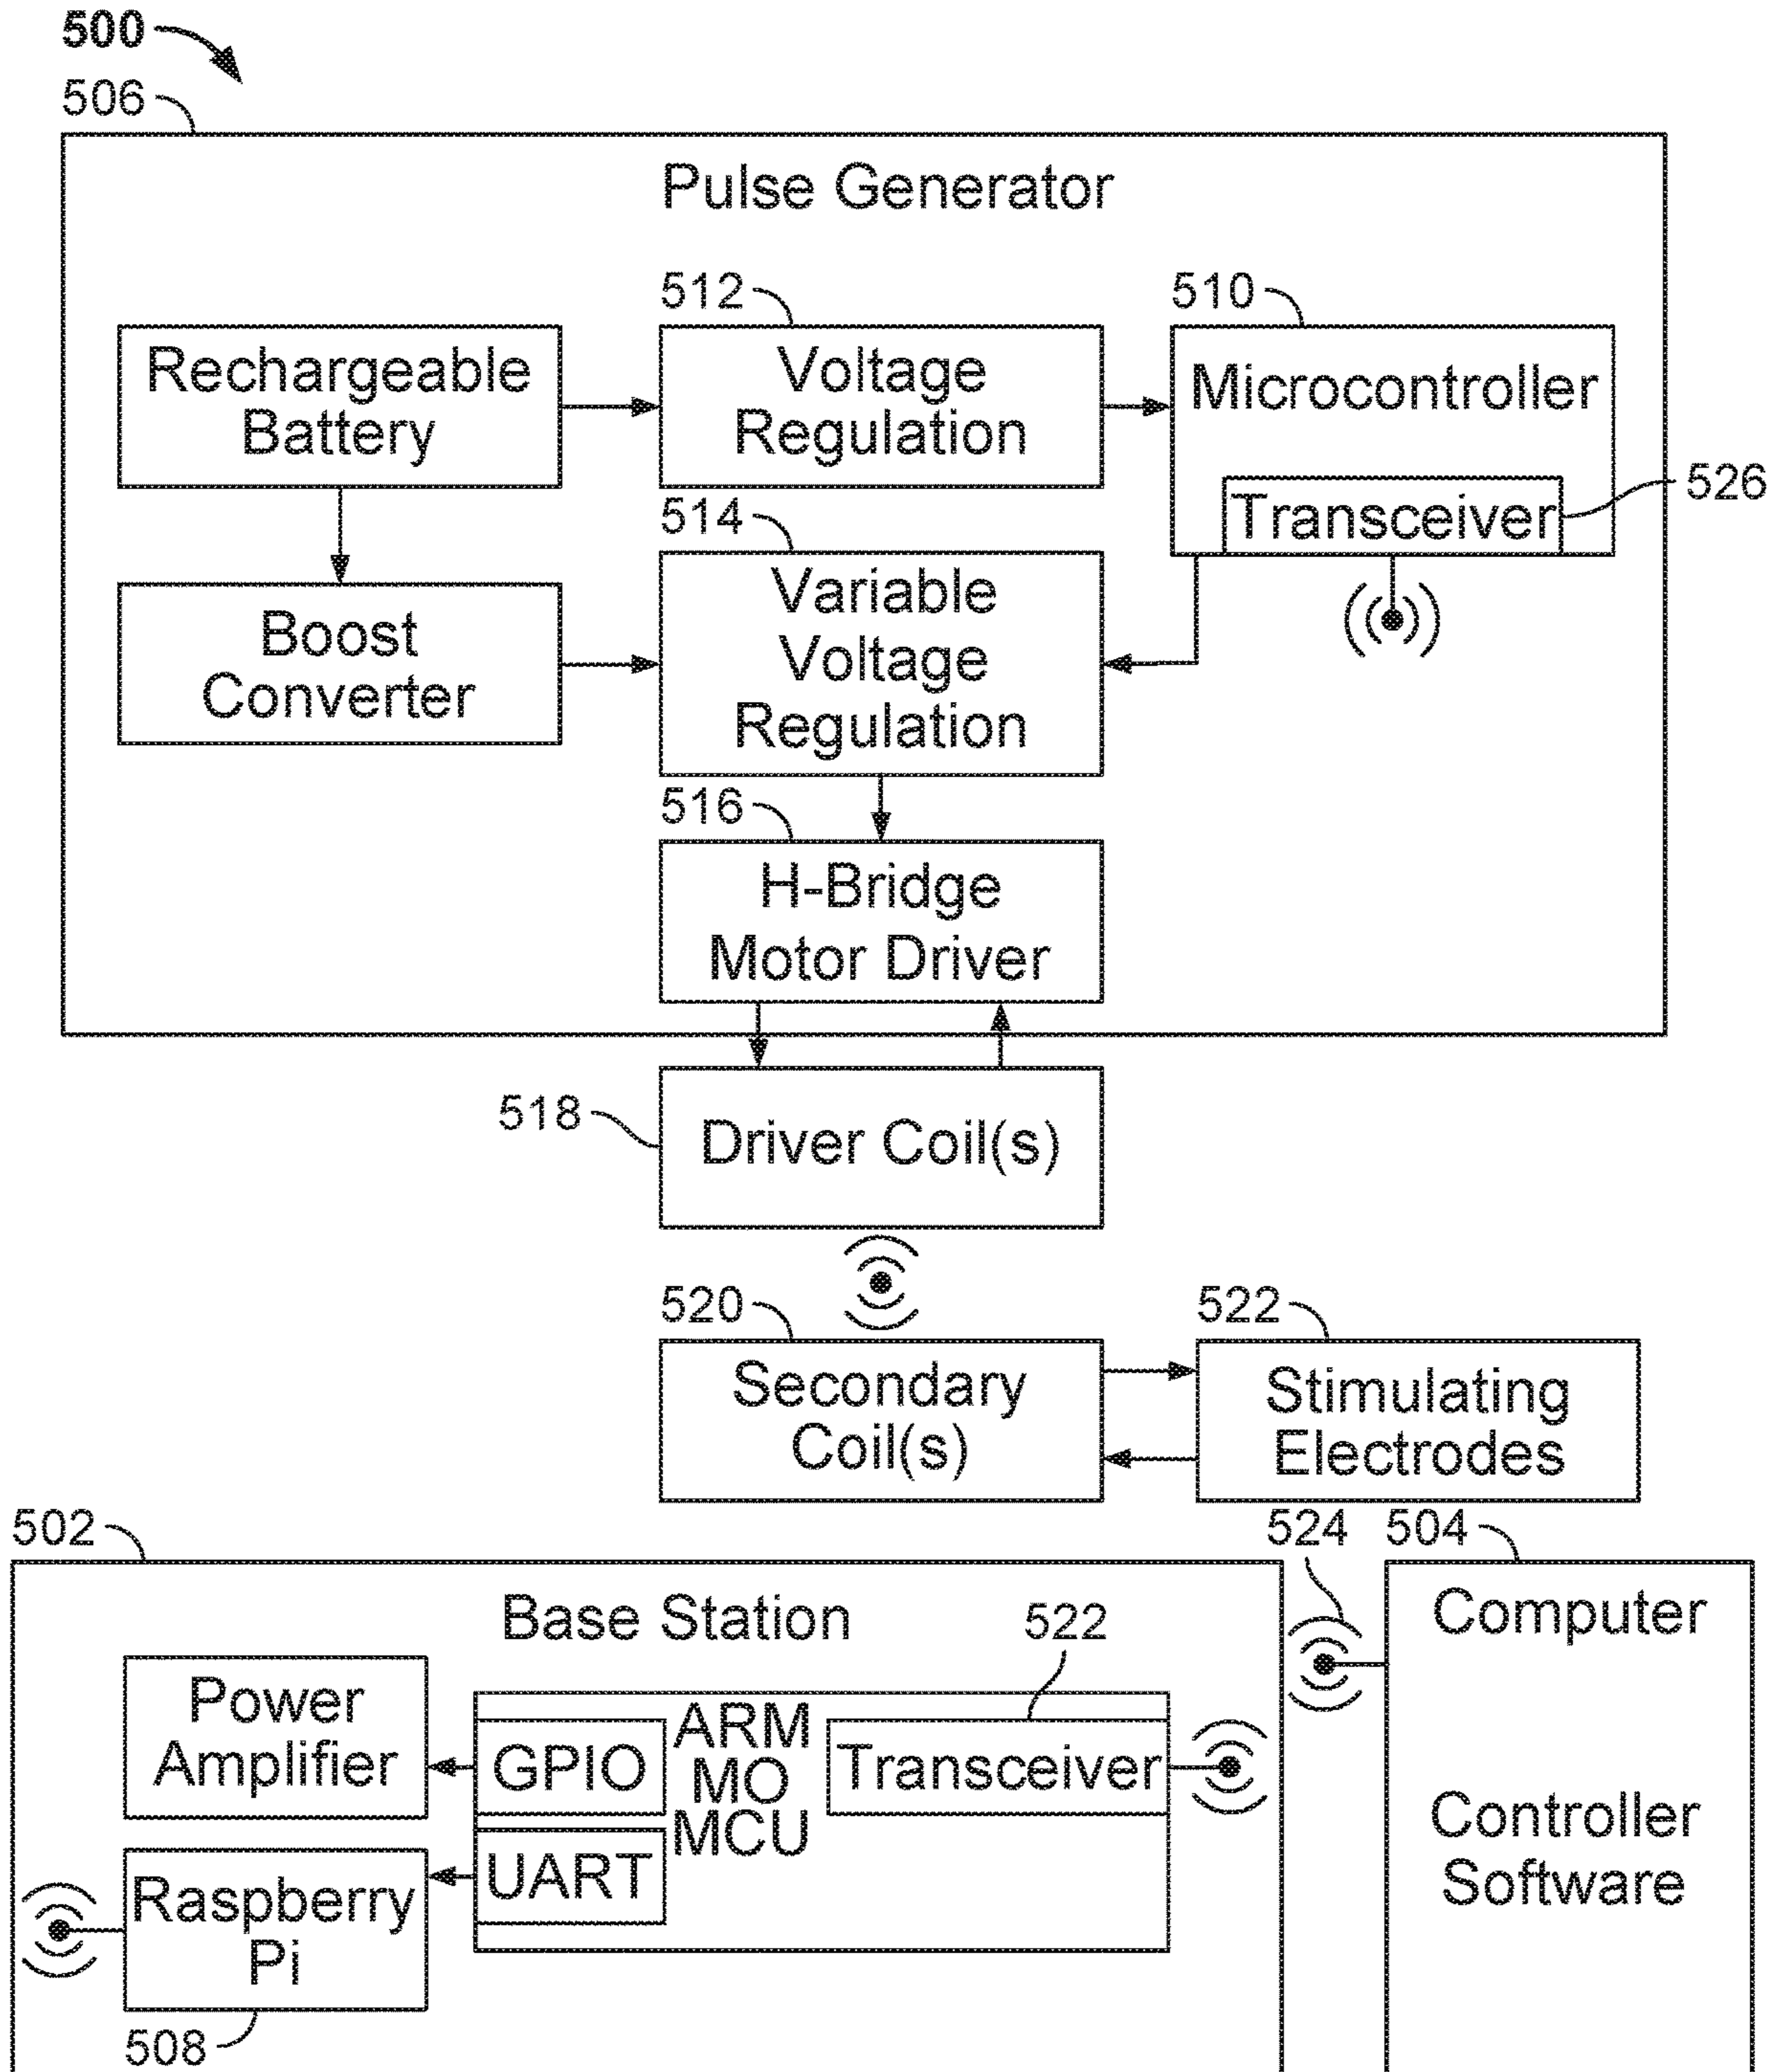 500
506
Pulse Generator
512
510
Rechargeable
Battery
Voltage
Regulation
Microcontroller
Transceiver
526
514
Boost
Converter
Variable
Voltage
Regulation
516
H-Bridge
Motor Driver
518
Driver Coil(s)
520
522
Secondary
Coil(s)
Stimulating
Electrodes
502
524
504
Base Station
522
Computer
Power
Amplifier
GPIO
ARM
MO
MCU
Transceiver
Controller
Software
UART
Raspberry
Pi
508